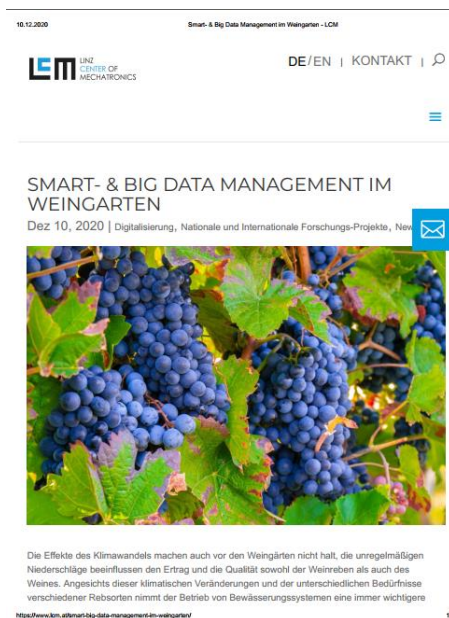 10.12.2020
Smart- & Big Data Management im Weingarten - LCM
LCM
LINZ
CENTER OF
MECHATRONICS
DE/EN | KONTAKT |
SMART- & BIG DATA MANAGEMENT IM
WEINGARTEN
Dez 10, 2020 | Digitalisierung, Nationale und Internationale Forschungs-Projekte, New
Die Effekte des Klimawandels machen auch vor den Weingärten nicht halt, die unregelmäßigen
Niederschläge beeinflussen den Ertrag und die Qualität sowohl der Weinreben als auch des
Weines. Angesichts dieser klimatischen Veränderungen und der unterschiedlichen Bedürfnisse
verschiedener Rebsorten nimmt der Betrieb von Bewässerungssystemen eine immer wichtigere
https://www.lcm.at/smart-big-data-management-im-weingarten/
1